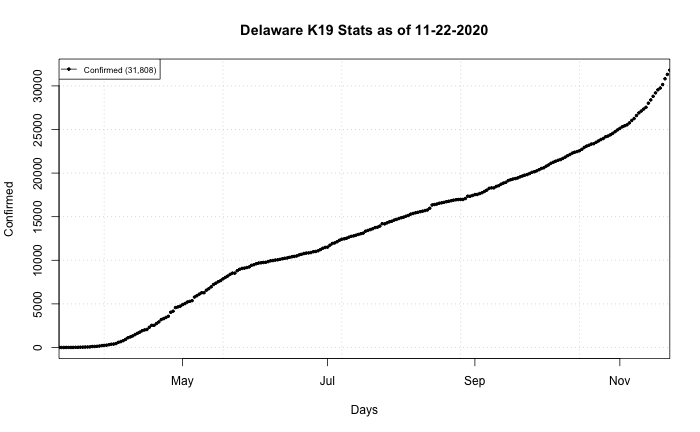 Delaware K19 Stats as of 11-22-2020
Confirmed (31,808)
30000
25000
20000
15000
10000
5000
0
Confirmed
May Jul Sep Nov
Days